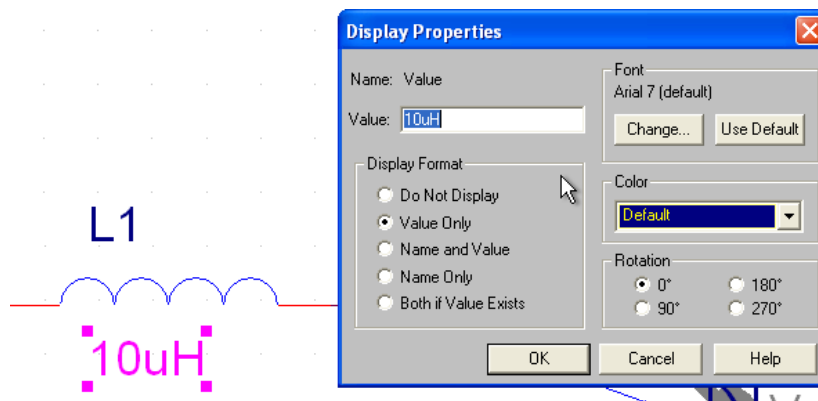 L1
10uH
Display Properties
Name: Value
Value: 10uH
Display Format
Do Not Display
Value Only
Name and Value
Name Only
Both if Value Exists
Font
Arial 7 (default)
Change... Use Default
Color
Default
Rotation
0° 180°
90° 270°
OK Cancel Help